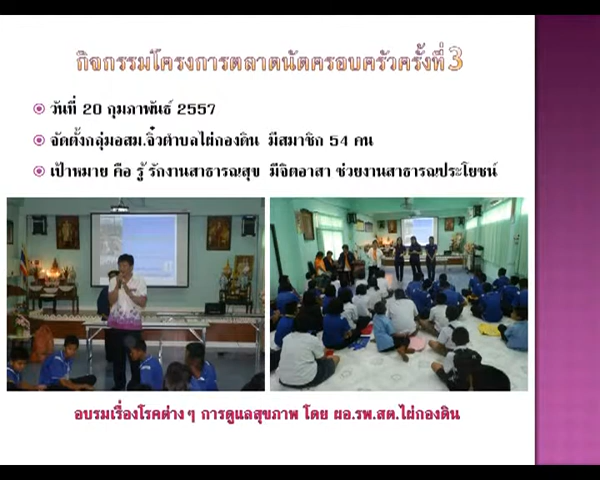 กิจกรรมโครงการตลาดนัดครอบครัวครั้งที่ 3
วันที่ 20 กุมภาพันธ์ 2557
จัดตั้งกลุ่มอสม.จิ๋วตำบลไผ่กองดิน มีสมาชิก 54 คน
เป้าหมาย คือ รู้ รักงานสาธารณสุข มีจิตอาสา ช่วยงานสาธารณประโยชน์
อบรมเรื่องโรคต่างๆ การดูแลสุขภาพ โดย ผอ.รพ.สต.ไผ่กองดิน